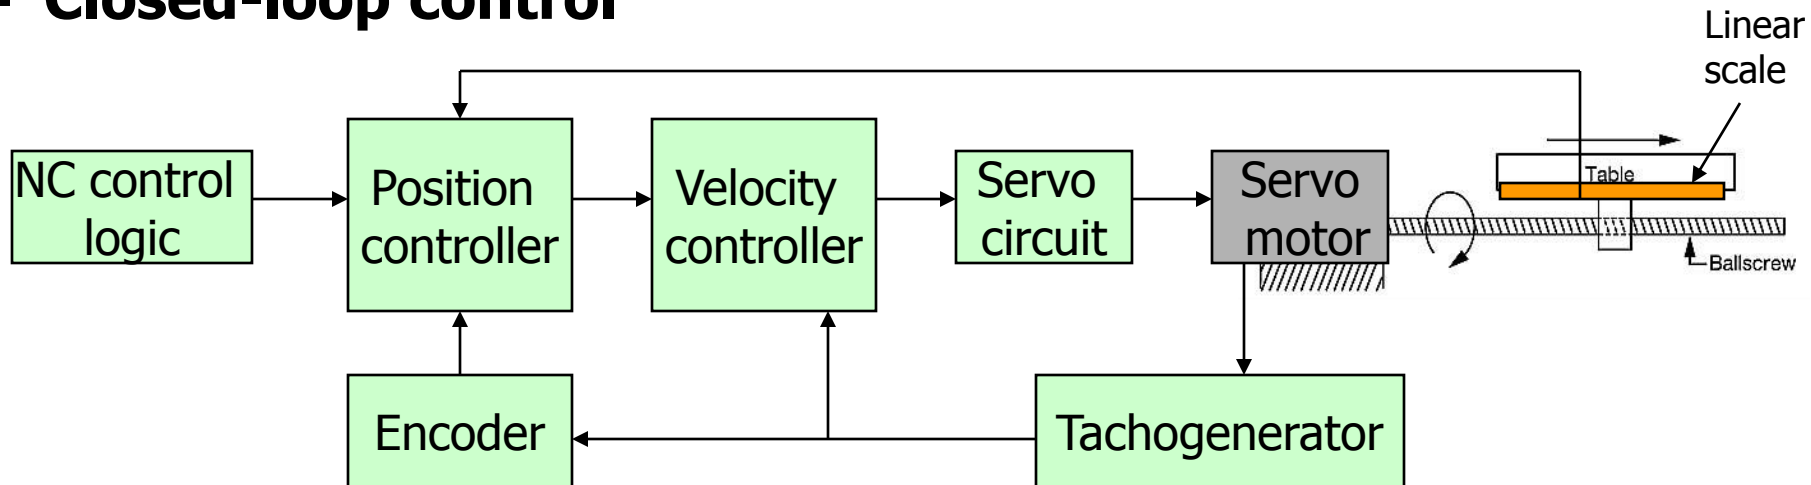 Closed-loop control
Linear
scale
NC control
logic
Position
controller
Velocity
controller
Servo
circuit
Servo
motor
Table
Ballscrew
Encoder
Tachogenerator